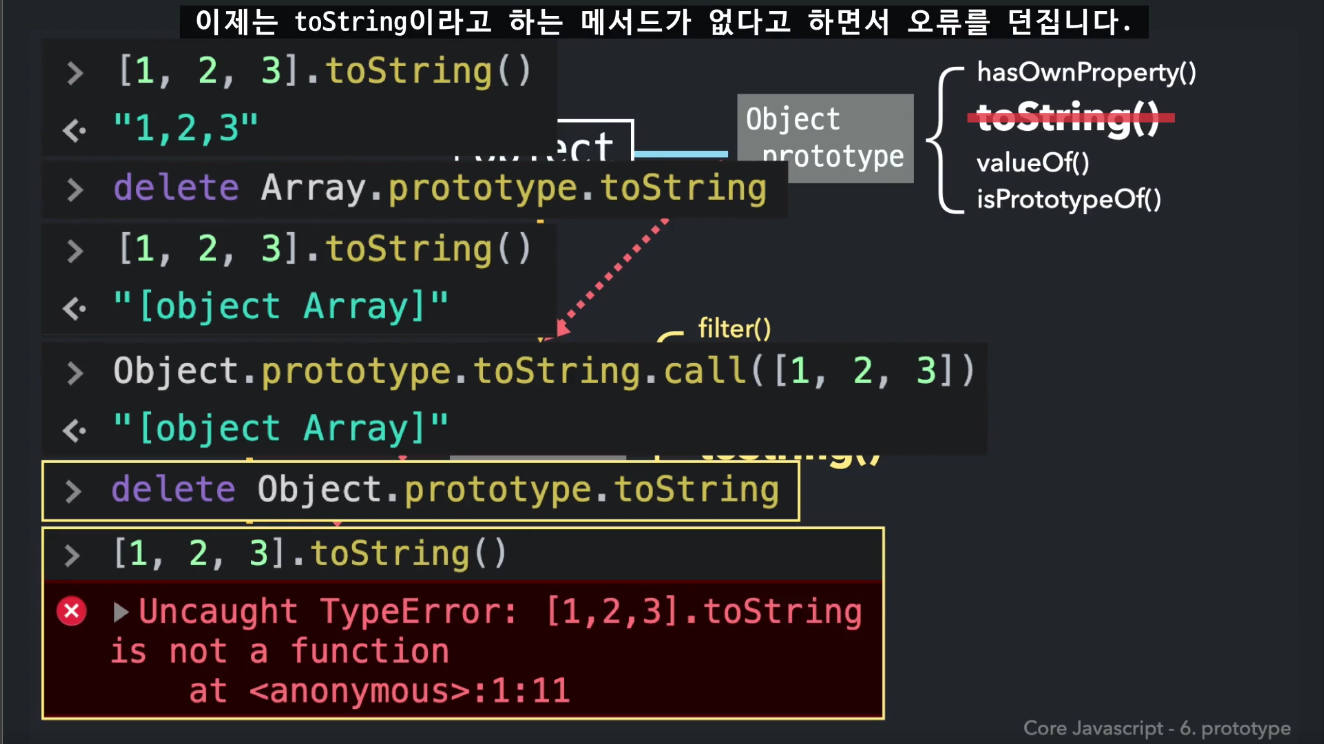 이제는 toString이라고 하는 메서드가 없다고 하면서 오류를 던집니다.
> [1, 2, 3].toString()
"1,2,3"
> delete Array.prototype.toString
> [1, 2, 3].toString()
"[object Array]"
> Object.prototype.toString.call([1, 2, 3])
"[object Array]"
> delete Object.prototype.toString
> [1, 2, 3].toString()
Uncaught TypeError: [1,2,3].toString
is not a function
at <anonymous>:1:11
Object
prototype
hasOwnProperty()
toString()
valueOf()
isPrototypeOf()
filter()
toString()
Core Javascript - 6. prototype